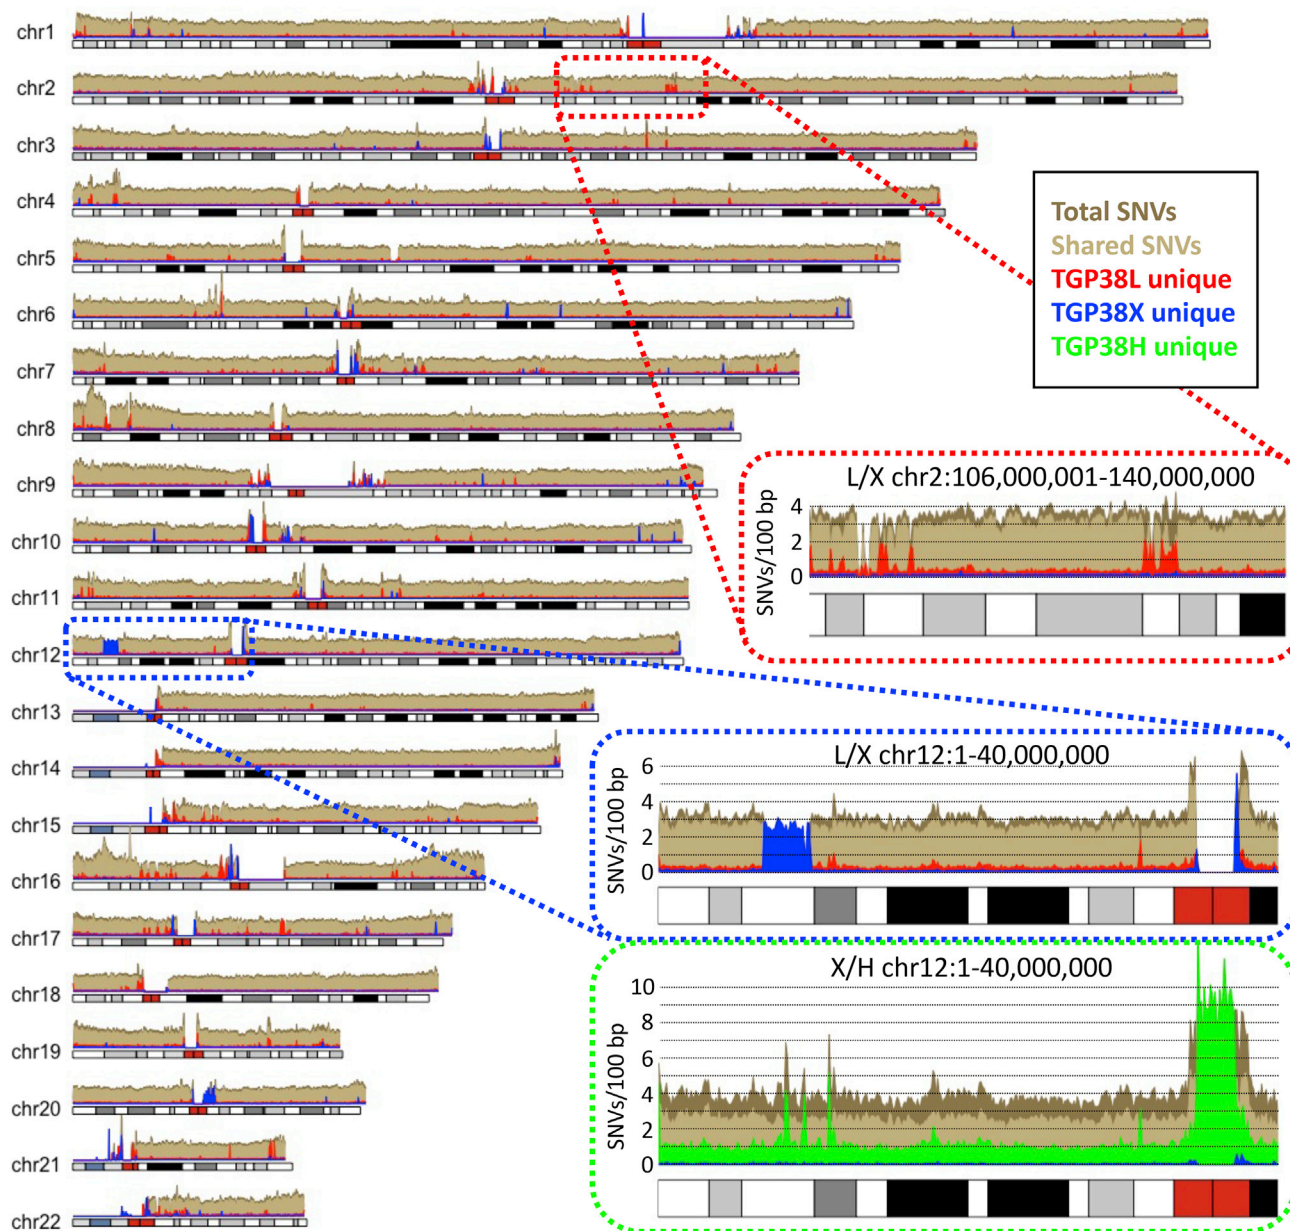 chr1
chr2
chr3
chr4
chr5
chr6
chr7
chr8
chr9
chr10
chr11
chr12
chr13
chr14
chr15
chr16
chr17
chr18
chr19
chr20
chr21
chr22
Total SNVs
Shared SNVs
TGP38L unique
TGP38X unique
TGP38H unique
L/X chr2:106,000,001-140,000,000
SNVs/100 bp
4
2
0
L/X chr12:1-40,000,000
SNVs/100 bp
6
4
2
0
X/H chr12:1-40,000,000
SNVs/100 bp
10
8
6
4
2
0